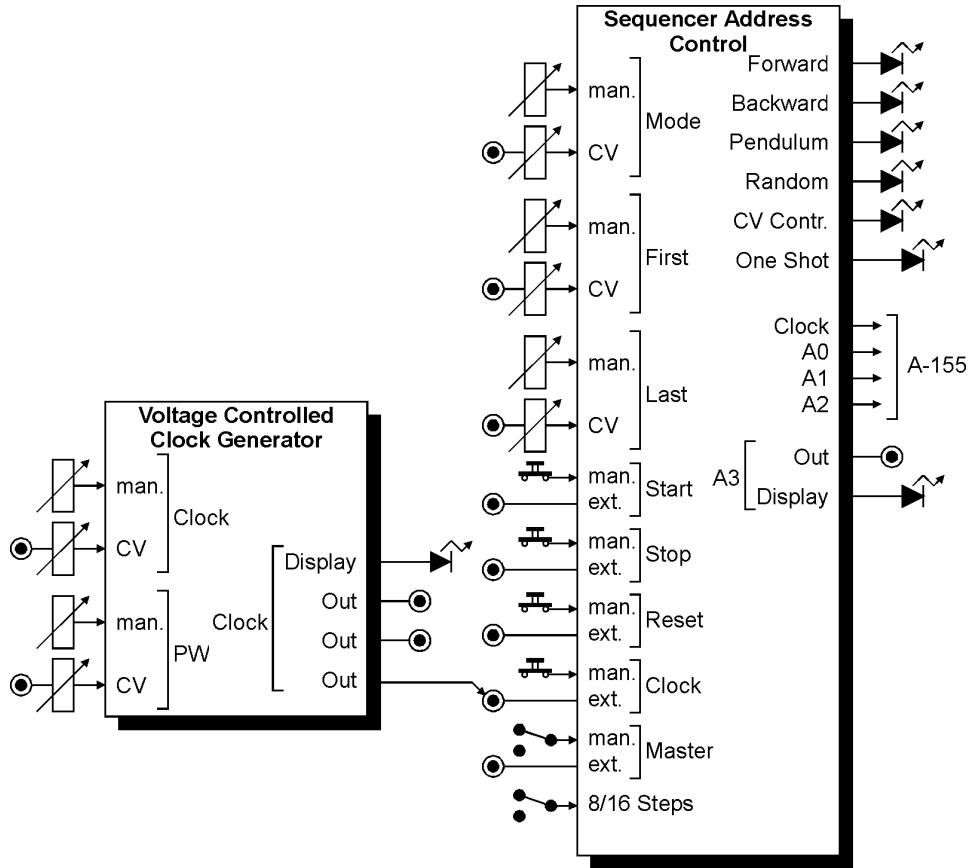 Sequencer Address
Control
man.
CV
Mode
man.
CV
First
man.
CV
Last
man.
ext.
Start
man.
ext.
Stop
man.
ext.
Reset
man.
ext.
Clock
man.
ext.
Master
8/16 Steps
Forward
Backward
Pendulum
Random
CV Contr.
One Shot
Clock
A0
A1
A2
A-155
A3
Out
Display
Voltage Controlled
Clock Generator
man.
CV
Clock
man.
CV
PW
Clock
Display
Out
Out
Out